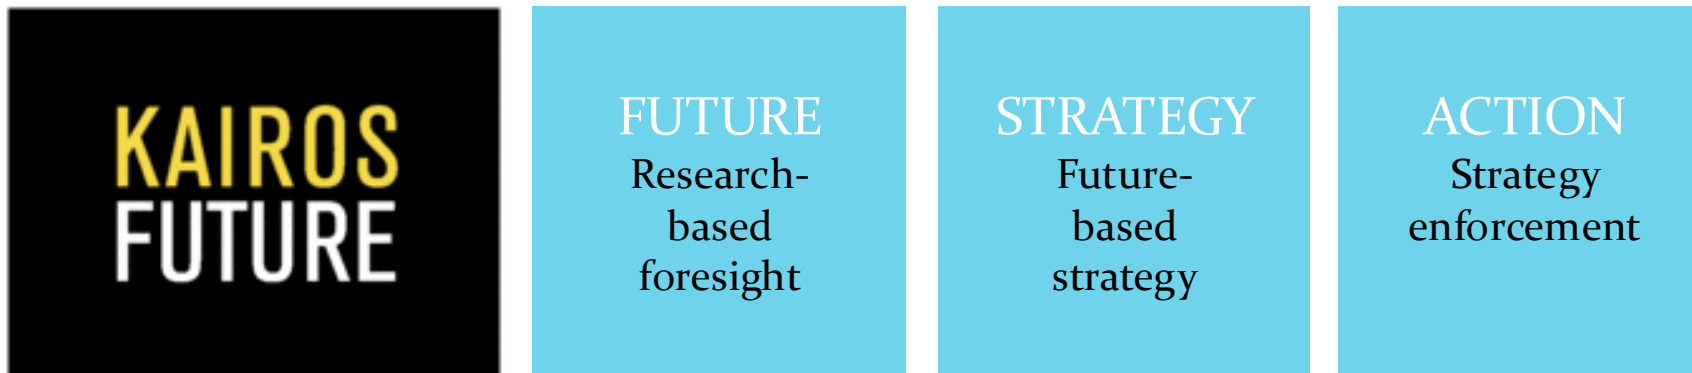 KAIROS
FUTURE
FUTURE
Research-
based
foresight
STRATEGY
Future-
based
strategy
ACTION
Strategy
enforcement